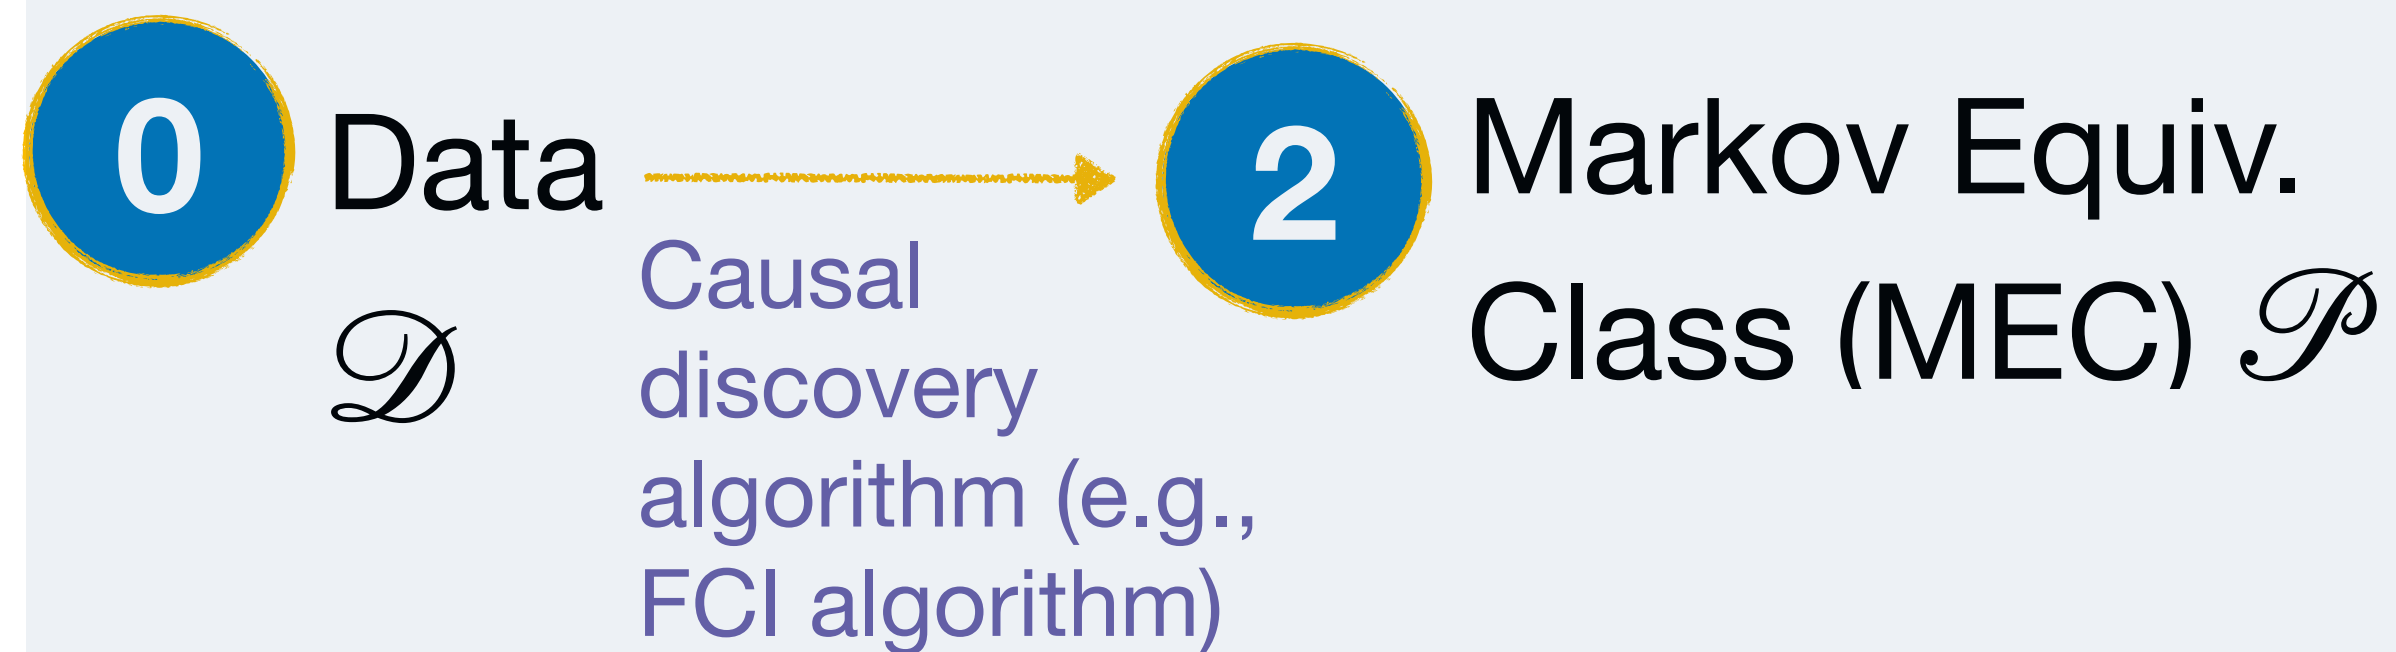 0
Data
𝒟
Causal
discovery
algorithm (e.g.,
FCI algorithm)
2
Markov Equiv.
Class (MEC) 𝒫